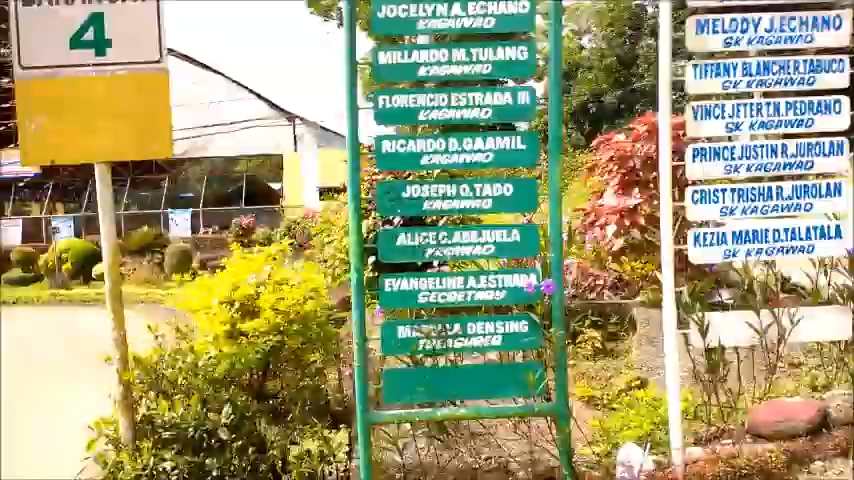 4
JOCELYN A. ECHANO
KAGAWAD
MILLARDO M. TULANG
KAGAWAD
FLORENCIO ESTRADA III
KAGAWAD
RICARDO D. GAAMIL
KAGAWAD
JOSEPH O. TADO
KAGAWAD
ALICE C. ABEJUELA
KAGAWAD
EVANGELINE A. ESTRADA
SECRETARY
DENSING
TREASURER
MELODY J. ECHANO
SK KAGAWAD
TIFFANY BLANCHE R. TABUCO
SK KAGAWAD
VINCE JETER T.N. PEDRANO
SK KAGAWAD
PRINCE JUSTIN R. JUROLAN
SK KAGAWAD
CRIST TRISHA R. JUROLAN
SK KAGAWAD
KEZIA MARIE D. TALATALA
SK KAGAWAD